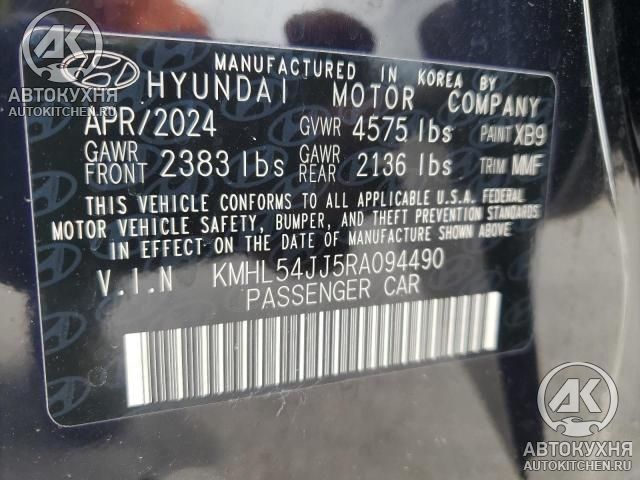 MANUFACTURED IN KOREA BY
HYUNDAI MOTOR COMPANY
APR/2024 GVWR 4575 lbs PAINT XB9
GAWR FRONT 2383 lbs GAWR REAR 2136 lbs TRIM MMF
THIS VEHICLE CONFORMS TO ALL APPLICABLE U.S.A. FEDERAL
MOTOR VEHICLE SAFETY, BUMPER, AND THEFT PREVENTION STANDARDS
IN EFFECT ON THE DATE OF MANUFACTURE SHOWN ABOVE.
V.I.N KMHL54JJ5RA094490
PASSENGER CAR
АК
АВТОКУХНЯ
AUTOKITCHEN.RU
АК
АВТОКУХНЯ
AUTOKITCHEN.RU